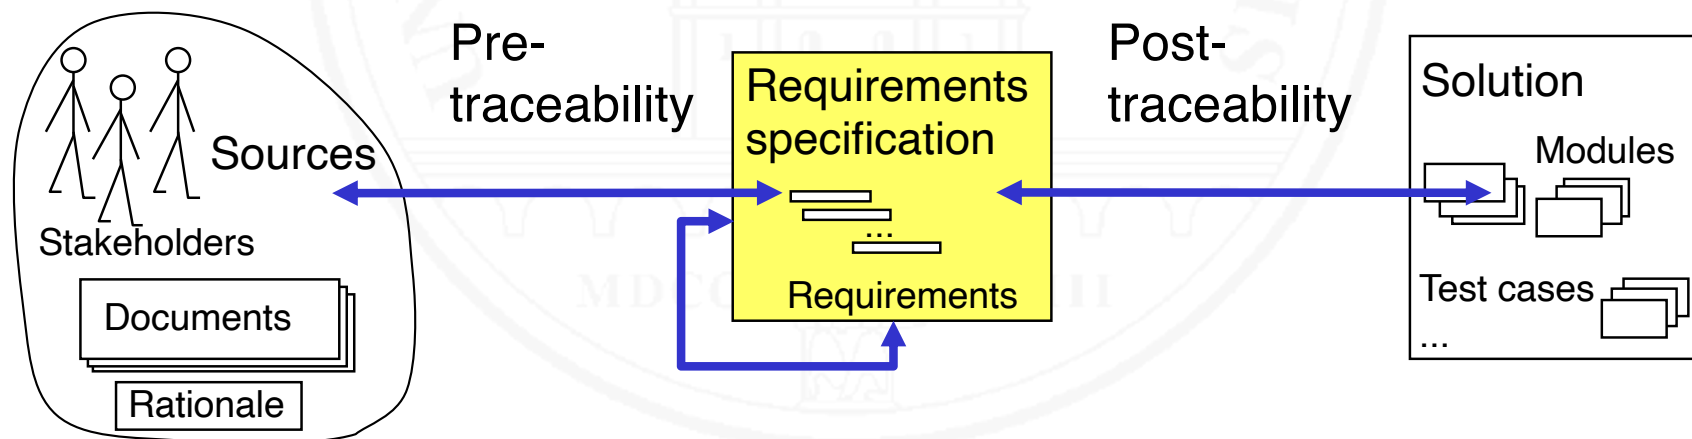 Pre-
traceability
Post-
traceability
Sources
Stakeholders
Documents
Rationale
Requirements
specification
...
Requirements
Solution
Modules
Test cases
...